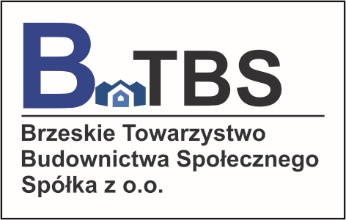 B TBS
Brzeskie Towarzystwo
Budownictwa Społecznego
Spółka z o.o.